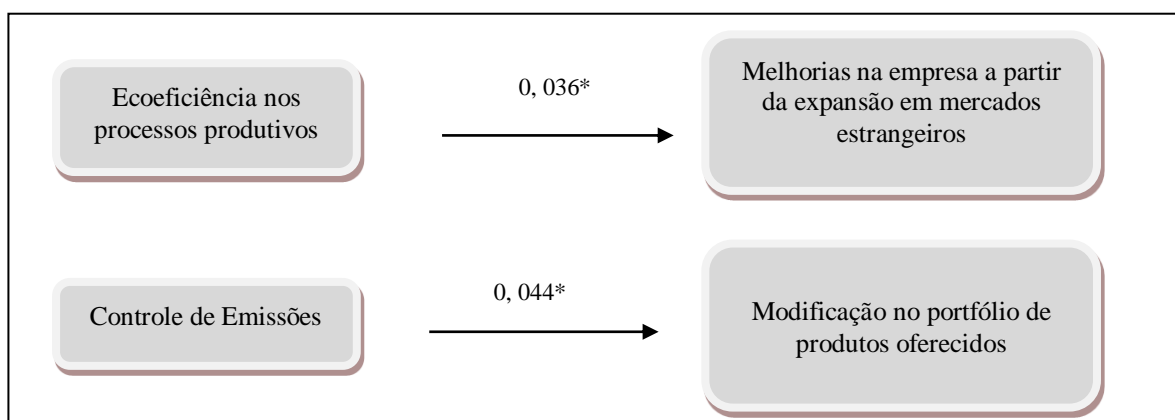 Ecoeficiência nos
processos produtivos
0, 036*
Melhorias na empresa a partir
da expansão em mercados
estrangeiros
Controle de Emissões
0, 044*
Modificação no portfólio de
produtos oferecidos